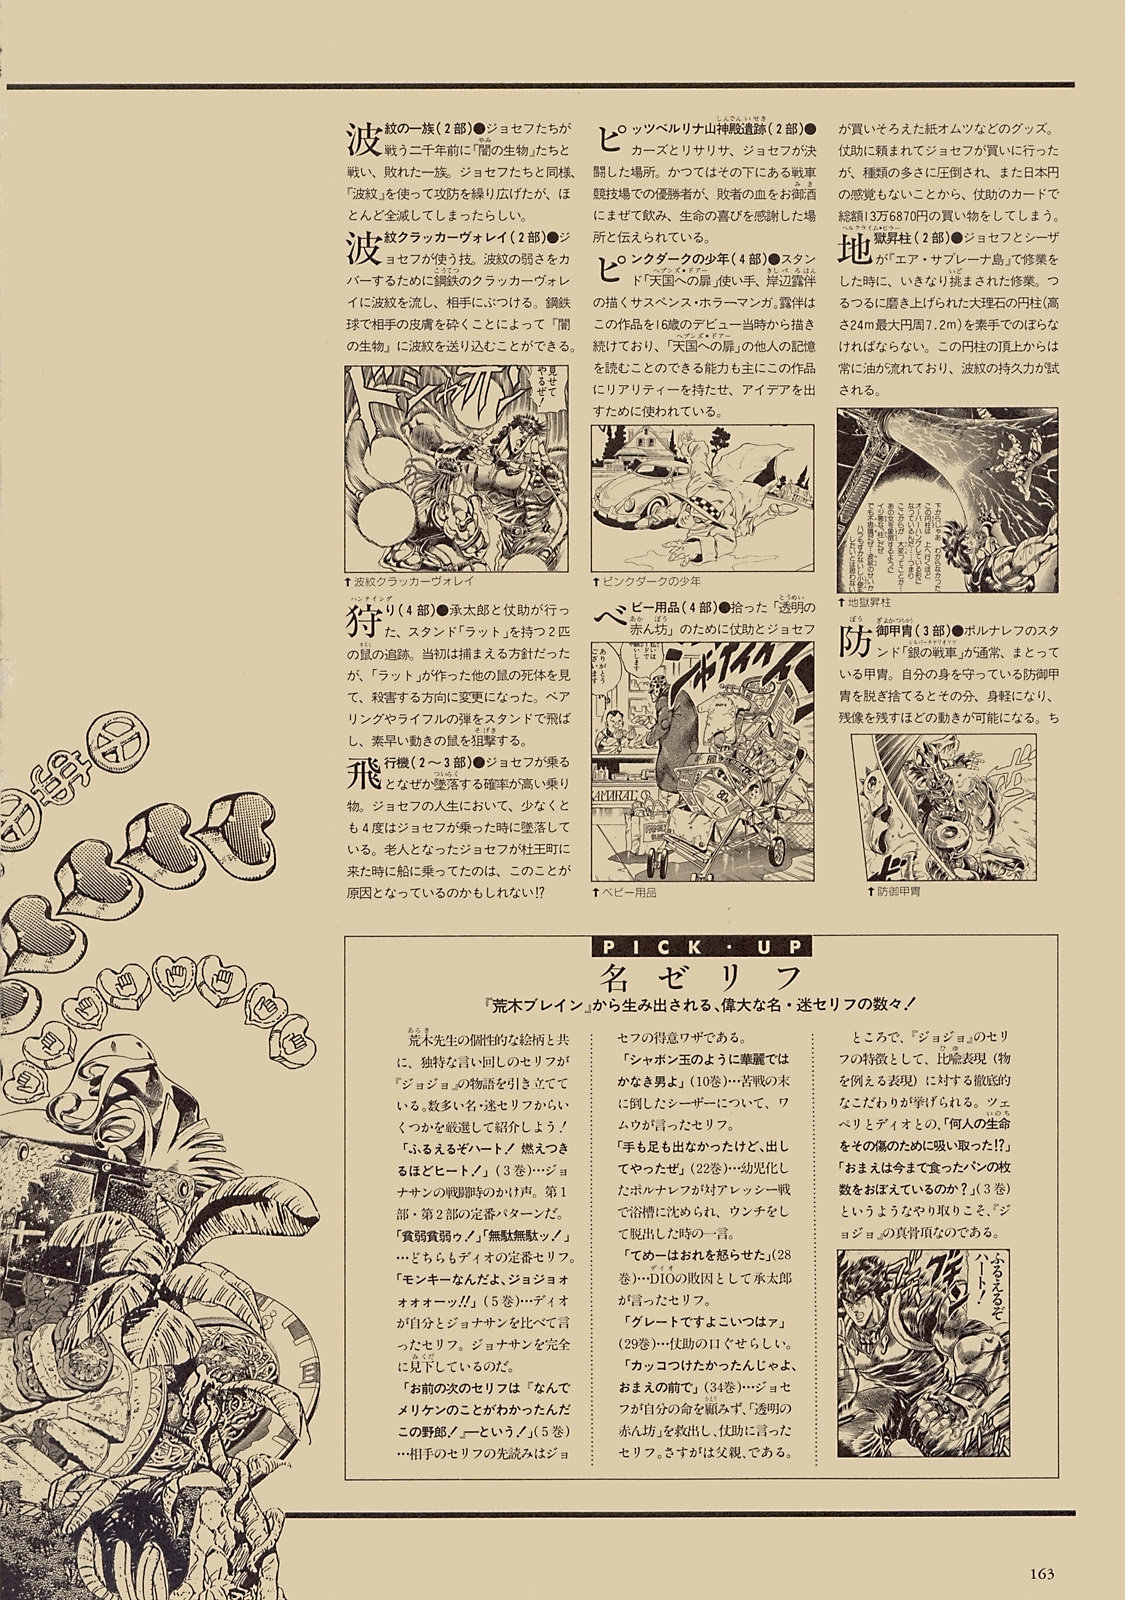 波紋の一族(2部)●ジョセフたちが
戦う二千年前に『闇の生物』たちと
戦い、敗れた一族。ジョセフたちと同様、
『波紋』を使って攻防を繰り広げたが、ほ
とんど全滅してしまったらしい。
波紋クラッカーヴォレイ(2部)●ジ
ョセフが使う技。波紋の弱さをカ
バーするために鋼鉄のクラッカーヴォレ
イに波紋を流し、相手にぶつける。鋼鉄
球で相手の皮膚を砕くことによって『闇
の生物』に波紋を送り込むことができる。
見せて
やるぜ!
⬆波紋クラッカーヴォレイ
狩り(4部)●承太郎と仗助が行っ
た、スタンド「ラット」を持つ2匹
の鼠の追跡。当初は捕まえる方針だった
が、「ラット」が作った他の鼠の死体を見
て、殺害する方向に変更になった。ベア
リングやライフルの弾をスタンドで飛ば
し、素早い動きの鼠を狙撃する。
飛行機(2〜3部)●ジョセフが乗る
となぜか墜落する確率が高い乗り
物。ジョセフの人生において、少なくと
も4度はジョセフが乗った時に墜落して
いる。老人となったジョセフが杜王町に
来た時に船に乗ってたのは、このことが
原因となっているのかもしれない!?
ピッツベルリナ山神殿遺跡(2部)●
カーズとリサリサ、ジョセフが決
闘した場所。かつてはその下にある戦車
競技場での優勝者が、敗者の血をお御酒
にまぜて飲み、生命の喜びを感謝した場
所と伝えられている。
ピンクダークの少年(4部)●スタン
ド「天国への扉」使い手、岸辺露伴
の描くサスペンス・ホラーマンガ。露伴は
この作品を16歳のデビュー当時から描き
続けており、「天国への扉」の他人の記憶
を読むことのできる能力も主にこの作品
にリアリティーを持たせ、アイデアを出
すために使われている。
⬆ピンクダークの少年
ベビー用品(4部)●拾った「透明の
赤ん坊」のために仗助とジョセフ
⬆ベビー用品
が買いそろえた紙オムツなどのグッズ。
仗助に頼まれてジョセフが買いに行った
が、種類の多さに圧倒され、また日本円
の感覚もないことから、仗助のカードで
総額13万6870円の買い物をしてしまう。
地獄昇柱(2部)●ジョセフとシーザ
が『エア・サプレーナ島』で修業を
した時に、いきなり挑まされた修業。つ
るつるに磨き上げられた大理石の円柱(高
さ24m最大円周7.2m)を素手でのぼらな
ければならない。この円柱の頂上からは
常に油が流れており、波紋の持久力が試
される。
⬆地獄昇柱
防御甲冑(3部)●ポルナレフのスタ
ンド「銀の戦車」が通常、まとって
いる甲冑。自分の身を守っている防御甲
冑を脱ぎ捨てるとその分、身軽になり、
残像を残すほどの動きが可能になる。ち
⬆防御甲冑
PICK・UP
名ゼリフ
『荒木ブレイン』から生み出される、偉大な名・迷セリフの数々!
荒木先生の個性的な絵柄と共
に、独特な言い回しのセリフが
『ジョジョ』の物語を引き立てて
いる。数多い名・迷セリフからい
くつかを厳選して紹介しよう!
「ふるえるぞハート! 燃えつき
るほどヒート!」(3巻)…ジョ
ナサンの戦闘時のかけ声。第1
部・第2部の定番パターンだ。
「貧弱貧弱ゥ!」「無駄無駄ッ!」
…どちらもディオの定番セリフ。
「モンキーなんだよ、ジョジョォ
ォォォーッ!!」(5巻)…ディオ
が自分とジョナサンを比べて言
ったセリフ。ジョナサンを完全
に見下しているのだ。
「お前の次のセリフは『なんで
メリケンのことがわかったんだ
この野郎!』―という!」(5巻)
…相手のセリフの先読みはジョ
セフの得意ワザである。
「シャボン玉のように華麗では
かなき男よ」(10巻)…苦戦の末
に倒したシーザーについて、ワ
ムウが言ったセリフ。
「手も足も出なかったけど、出し
てやったぜ」(22巻)…幼児化し
たポルナレフが対アレッシー戦
で浴槽に沈められ、ウンチをし
て脱出した時の一言。
「てめーはおれを怒らせた」(28
巻)…DIOの敗因として承太郎
が言ったセリフ。
「グレートですよこいつはァ」
(29巻)…仗助の口ぐせらしい。
「カッコつけたかったんじゃよ、
おまえの前で」(34巻)…ジョセ
フが自分の命を顧みず、「透明の
赤ん坊」を救出し、仗助に言った
セリフ。さすがは父親、である。
ところで、『ジョジョ』のセリ
フの特徴として、比喩表現(物
を例える表現)に対する徹底的
なこだわりが挙げられる。ツェ
ペリとディオとの、「何人の生命
をその傷のために吸い取った!?」
「おまえは今まで食ったパンの枚
数をおぼえているのか?」(3巻)
というようなやり取りこそ、『ジ
ョジョ』の真骨頂なのである。
ふるえるぞ
ハート!
163